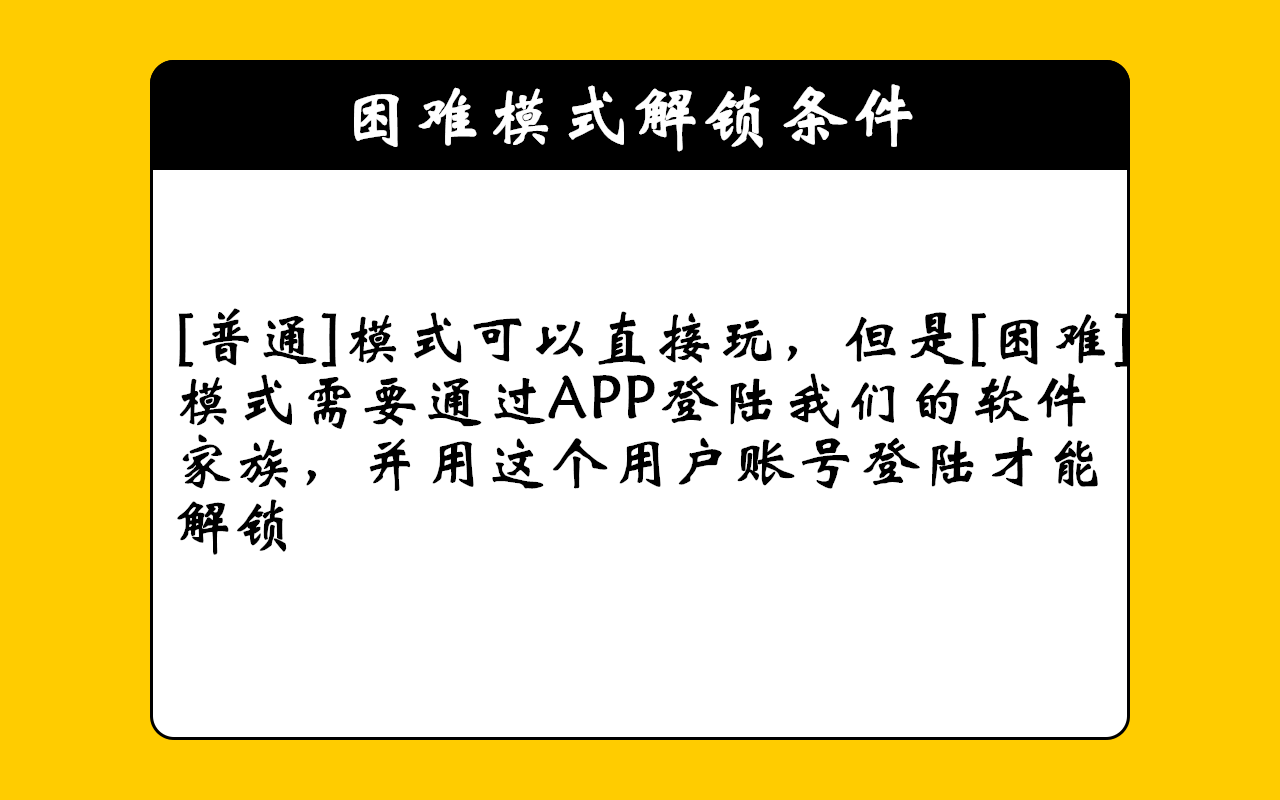 困难模式解锁条件
[普通]模式可以直接玩，但是[困难]
模式需要通过APP登陆我们的软件
家族，并用这个用户账号登陆才能
解锁